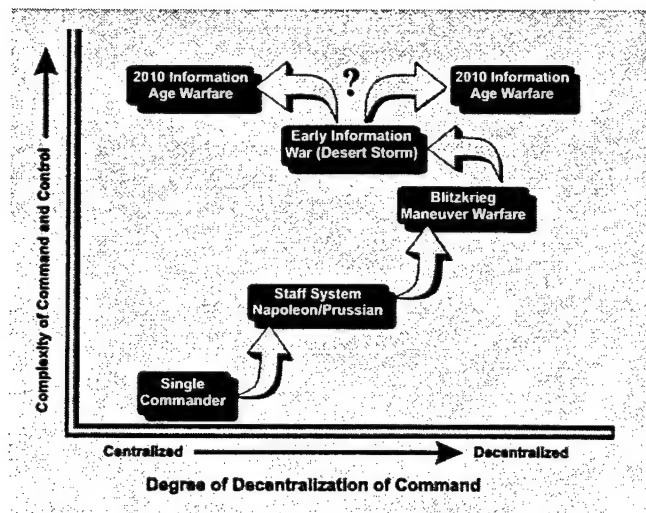 2010 Information
Age Warfare
?
2010 Information
Age Warfare
Early Information
War (Desert Storm)
Blitzkrieg
Maneuver Warfare
Staff System
Napoleon/Prussian
Single
Commander
Complexity of Command and Control
Centralized
Decentralized
Degree of Decentralization of Command